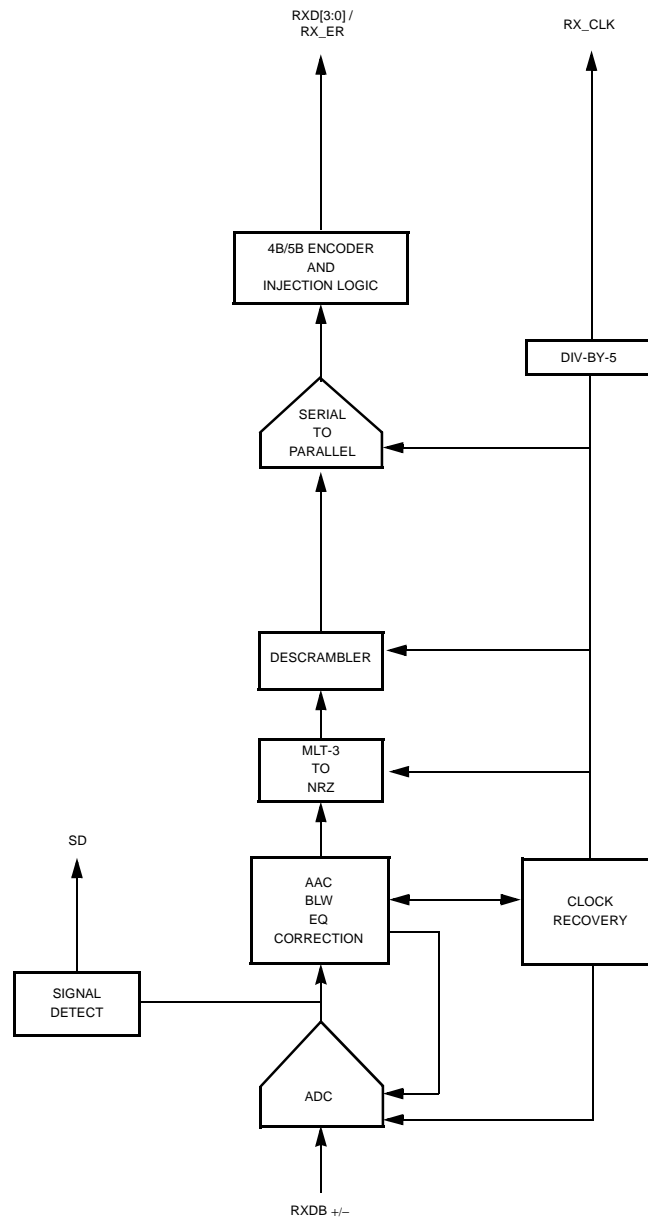 RXD[3:0] /
RX_ER
RX_CLK
4B/5B ENCODER
AND
INJECTION LOGIC
DIV-BY-5
SERIAL
TO
PARALLEL
DESCRAMBLER
MLT-3
TO
NRZ
SD
AAC
BLW
EQ
CORRECTION
CLOCK
RECOVERY
SIGNAL
DETECT
ADC
RXDB +/−